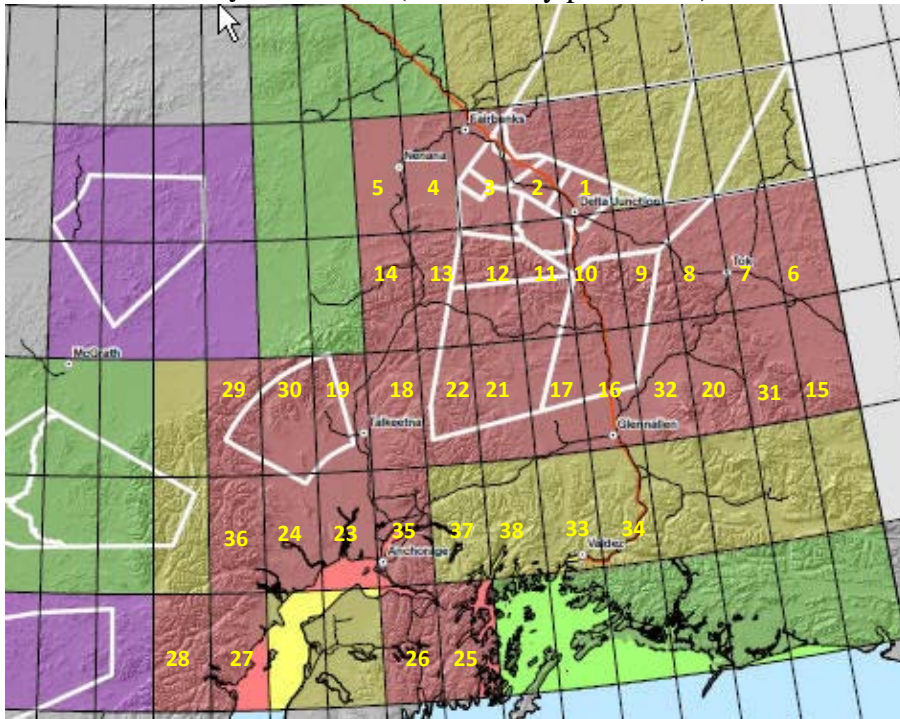 Fairbanks
Nenana
5 4 3 2 1
Delta Junction
14 13 12 11 10 9 8 Tok 7 6
McGrath
29 30 19 18 22 21 17 16 32 20 31 15
Talkeetna
Glennallen
36 24 23 35 37 38 33 34
Anchorage
Valdez
28 27 26 25